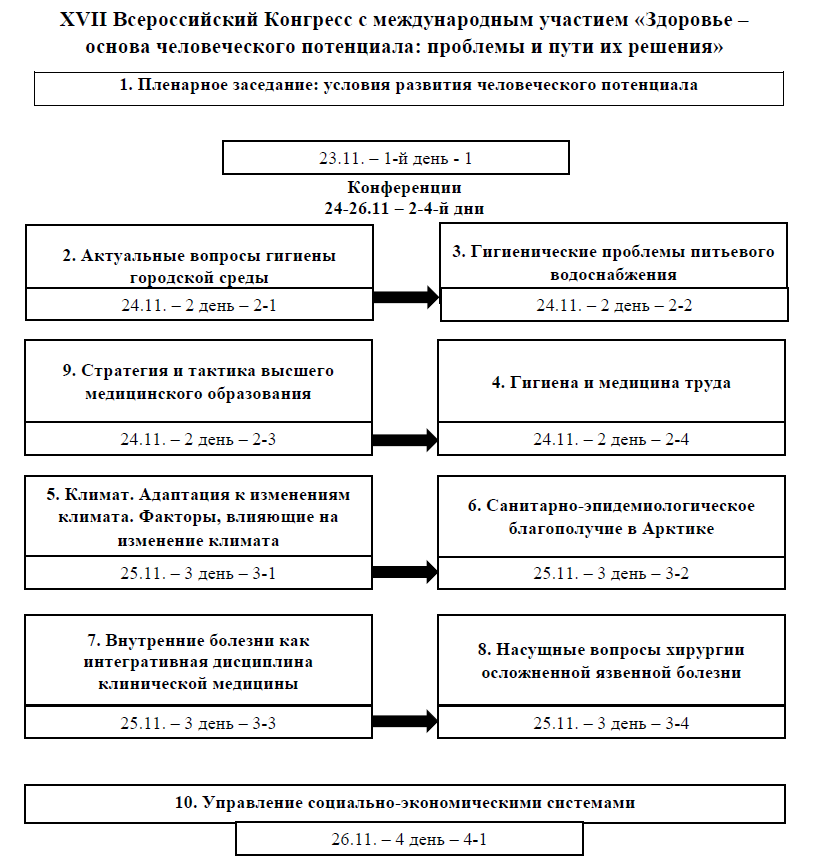 XVII Всероссийский Конгресс с международным участием «Здоровье –
основа человеческого потенциала: проблемы и пути их решения»
1. Пленарное заседание: условия развития человеческого потенциала
23.11. – 1-й день - 1
Конференции
24-26.11 – 2-4-й дни
2. Актуальные вопросы гигиены
городской среды
24.11. – 2 день – 2-1
3. Гигиенические проблемы питьевого
водоснабжения
24.11. – 2 день – 2-2
9. Стратегия и тактика высшего
медицинского образования
24.11. – 2 день – 2-3
4. Гигиена и медицина труда
24.11. – 2 день – 2-4
5. Климат. Адаптация к изменениям
климата. Факторы, влияющие на
изменение климата
25.11. – 3 день – 3-1
6. Санитарно-эпидемиологическое
благополучие в Арктике
25.11. – 3 день – 3-2
7. Внутренние болезни как
интегративная дисциплина
клинической медицины
25.11. – 3 день – 3-3
8. Насущные вопросы хирургии
осложненной язвенной болезни
25.11. – 3 день – 3-4
10. Управление социально-экономическими системами
26.11. – 4 день – 4-1